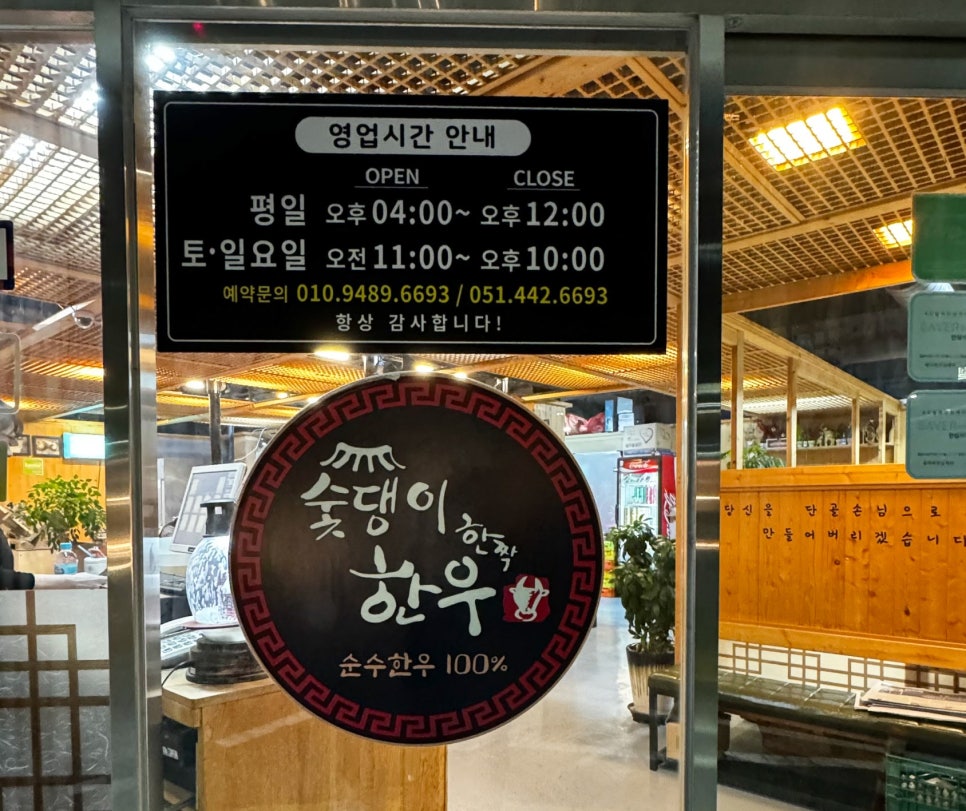 영업시간 안내
OPEN CLOSE
평일 오후 04:00~ 오후 12:00
토·일요일 오전 11:00~ 오후 10:00
예약문의 010.9489.6693 / 051.442.6693
항상 감사합니다!
숯댕이
한짝
한우
순수한우 100%
당신을 단골손님으로
만들어버리겠습니다